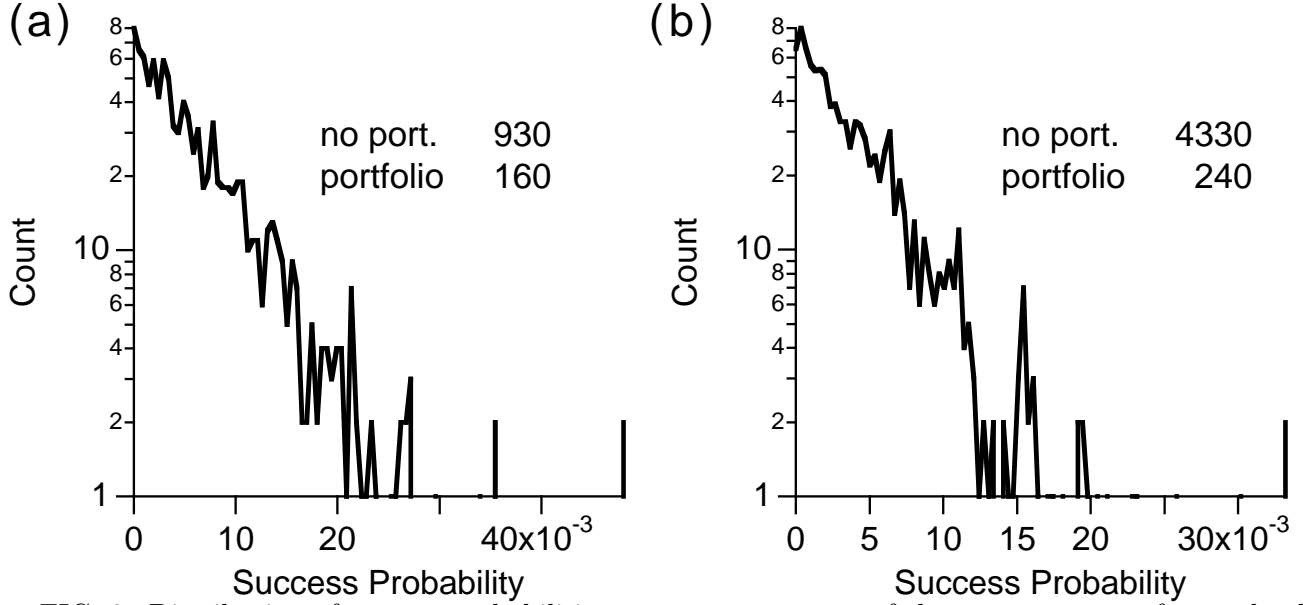 (a)
8
6
4
2
10
8
6
4
2
1
Count
no port. 930
portfolio 160
0 10 20 40x10-3
Success Probability
(b)
8
6
4
2
10
8
6
4
2
1
Count
no port. 4330
portfolio 240
0 5 10 15 20 30x10-3
Success Probability